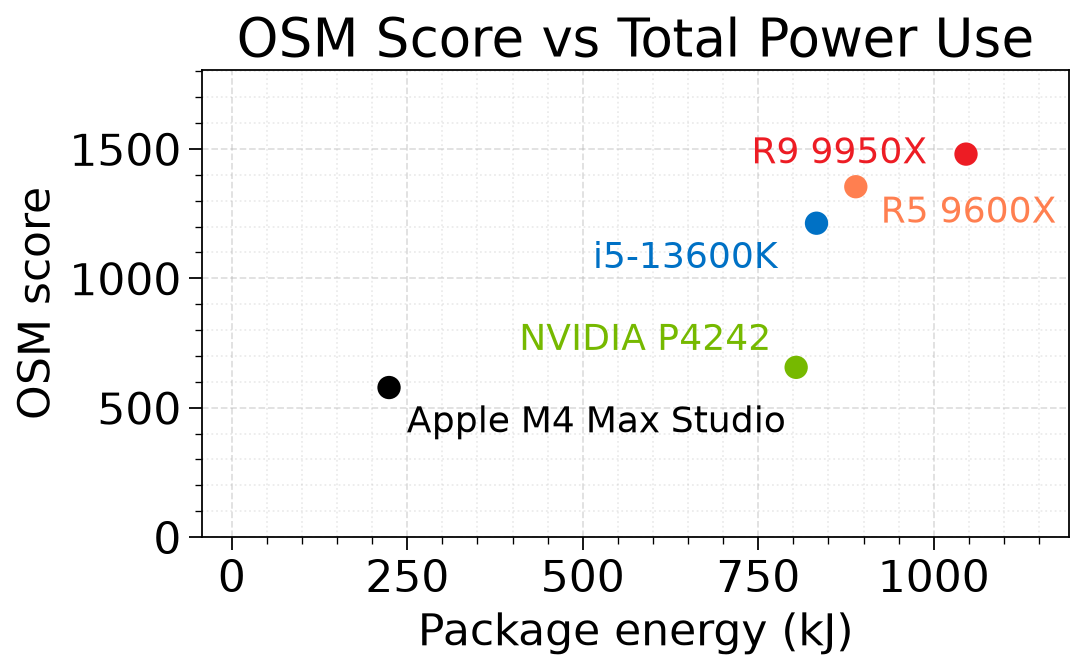 OSM Score vs Total Power Use
OSM score
1500
1000
500
0
R9 9950X
R5 9600X
i5-13600K
NVIDIA P4242
Apple M4 Max Studio
0 250 500 750 1000
Package energy (kJ)